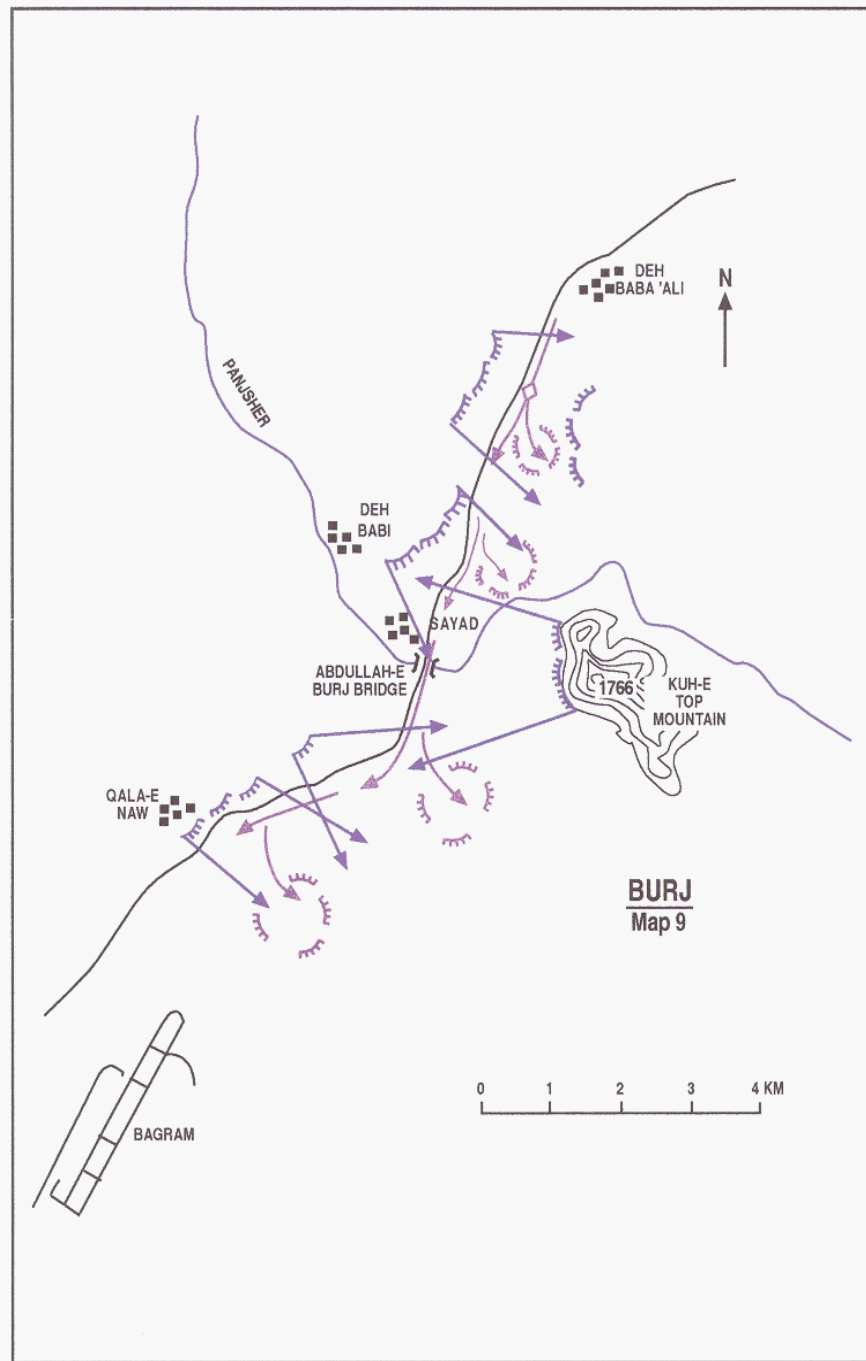 DEH
BABA 'ALI
N
PANJSHER
DEH
BABI
SAYAD
ABDULLAH-E
BURJ BRIDGE
1766
KUH-E
TOP
MOUNTAIN
QALA-E
NAW
BURJ
Map 9
0 1 2 3 4 KM
BAGRAM